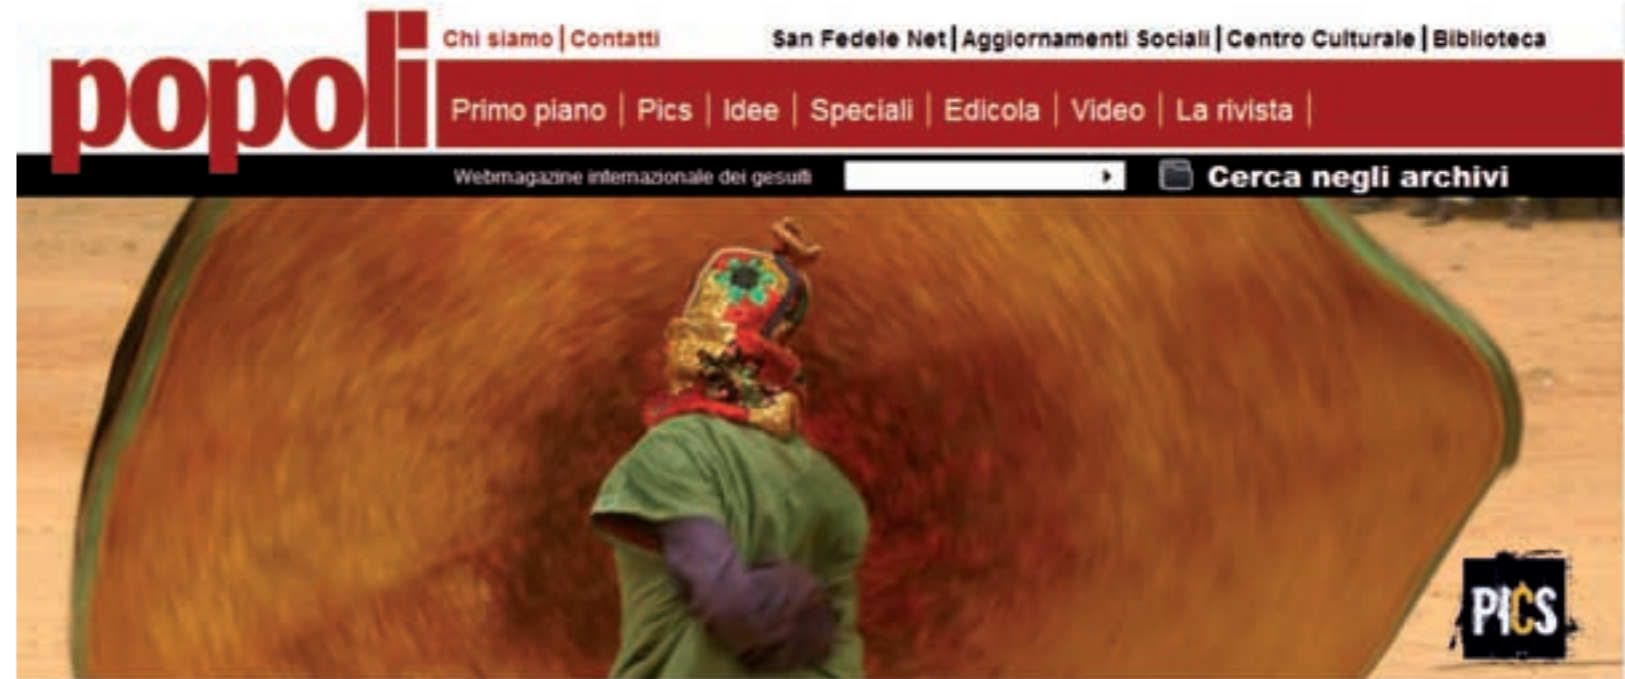 popoli
Chi siamo | Contatti
San Fedele Net | Aggiornamenti Sociali | Centro Culturale | Biblioteca
Primo piano | Pics | Idee | Speciali | Edicola | Video | La rivista |
Webmagazine internazionale dei gesuiti
Cerca negli archivi
PICS